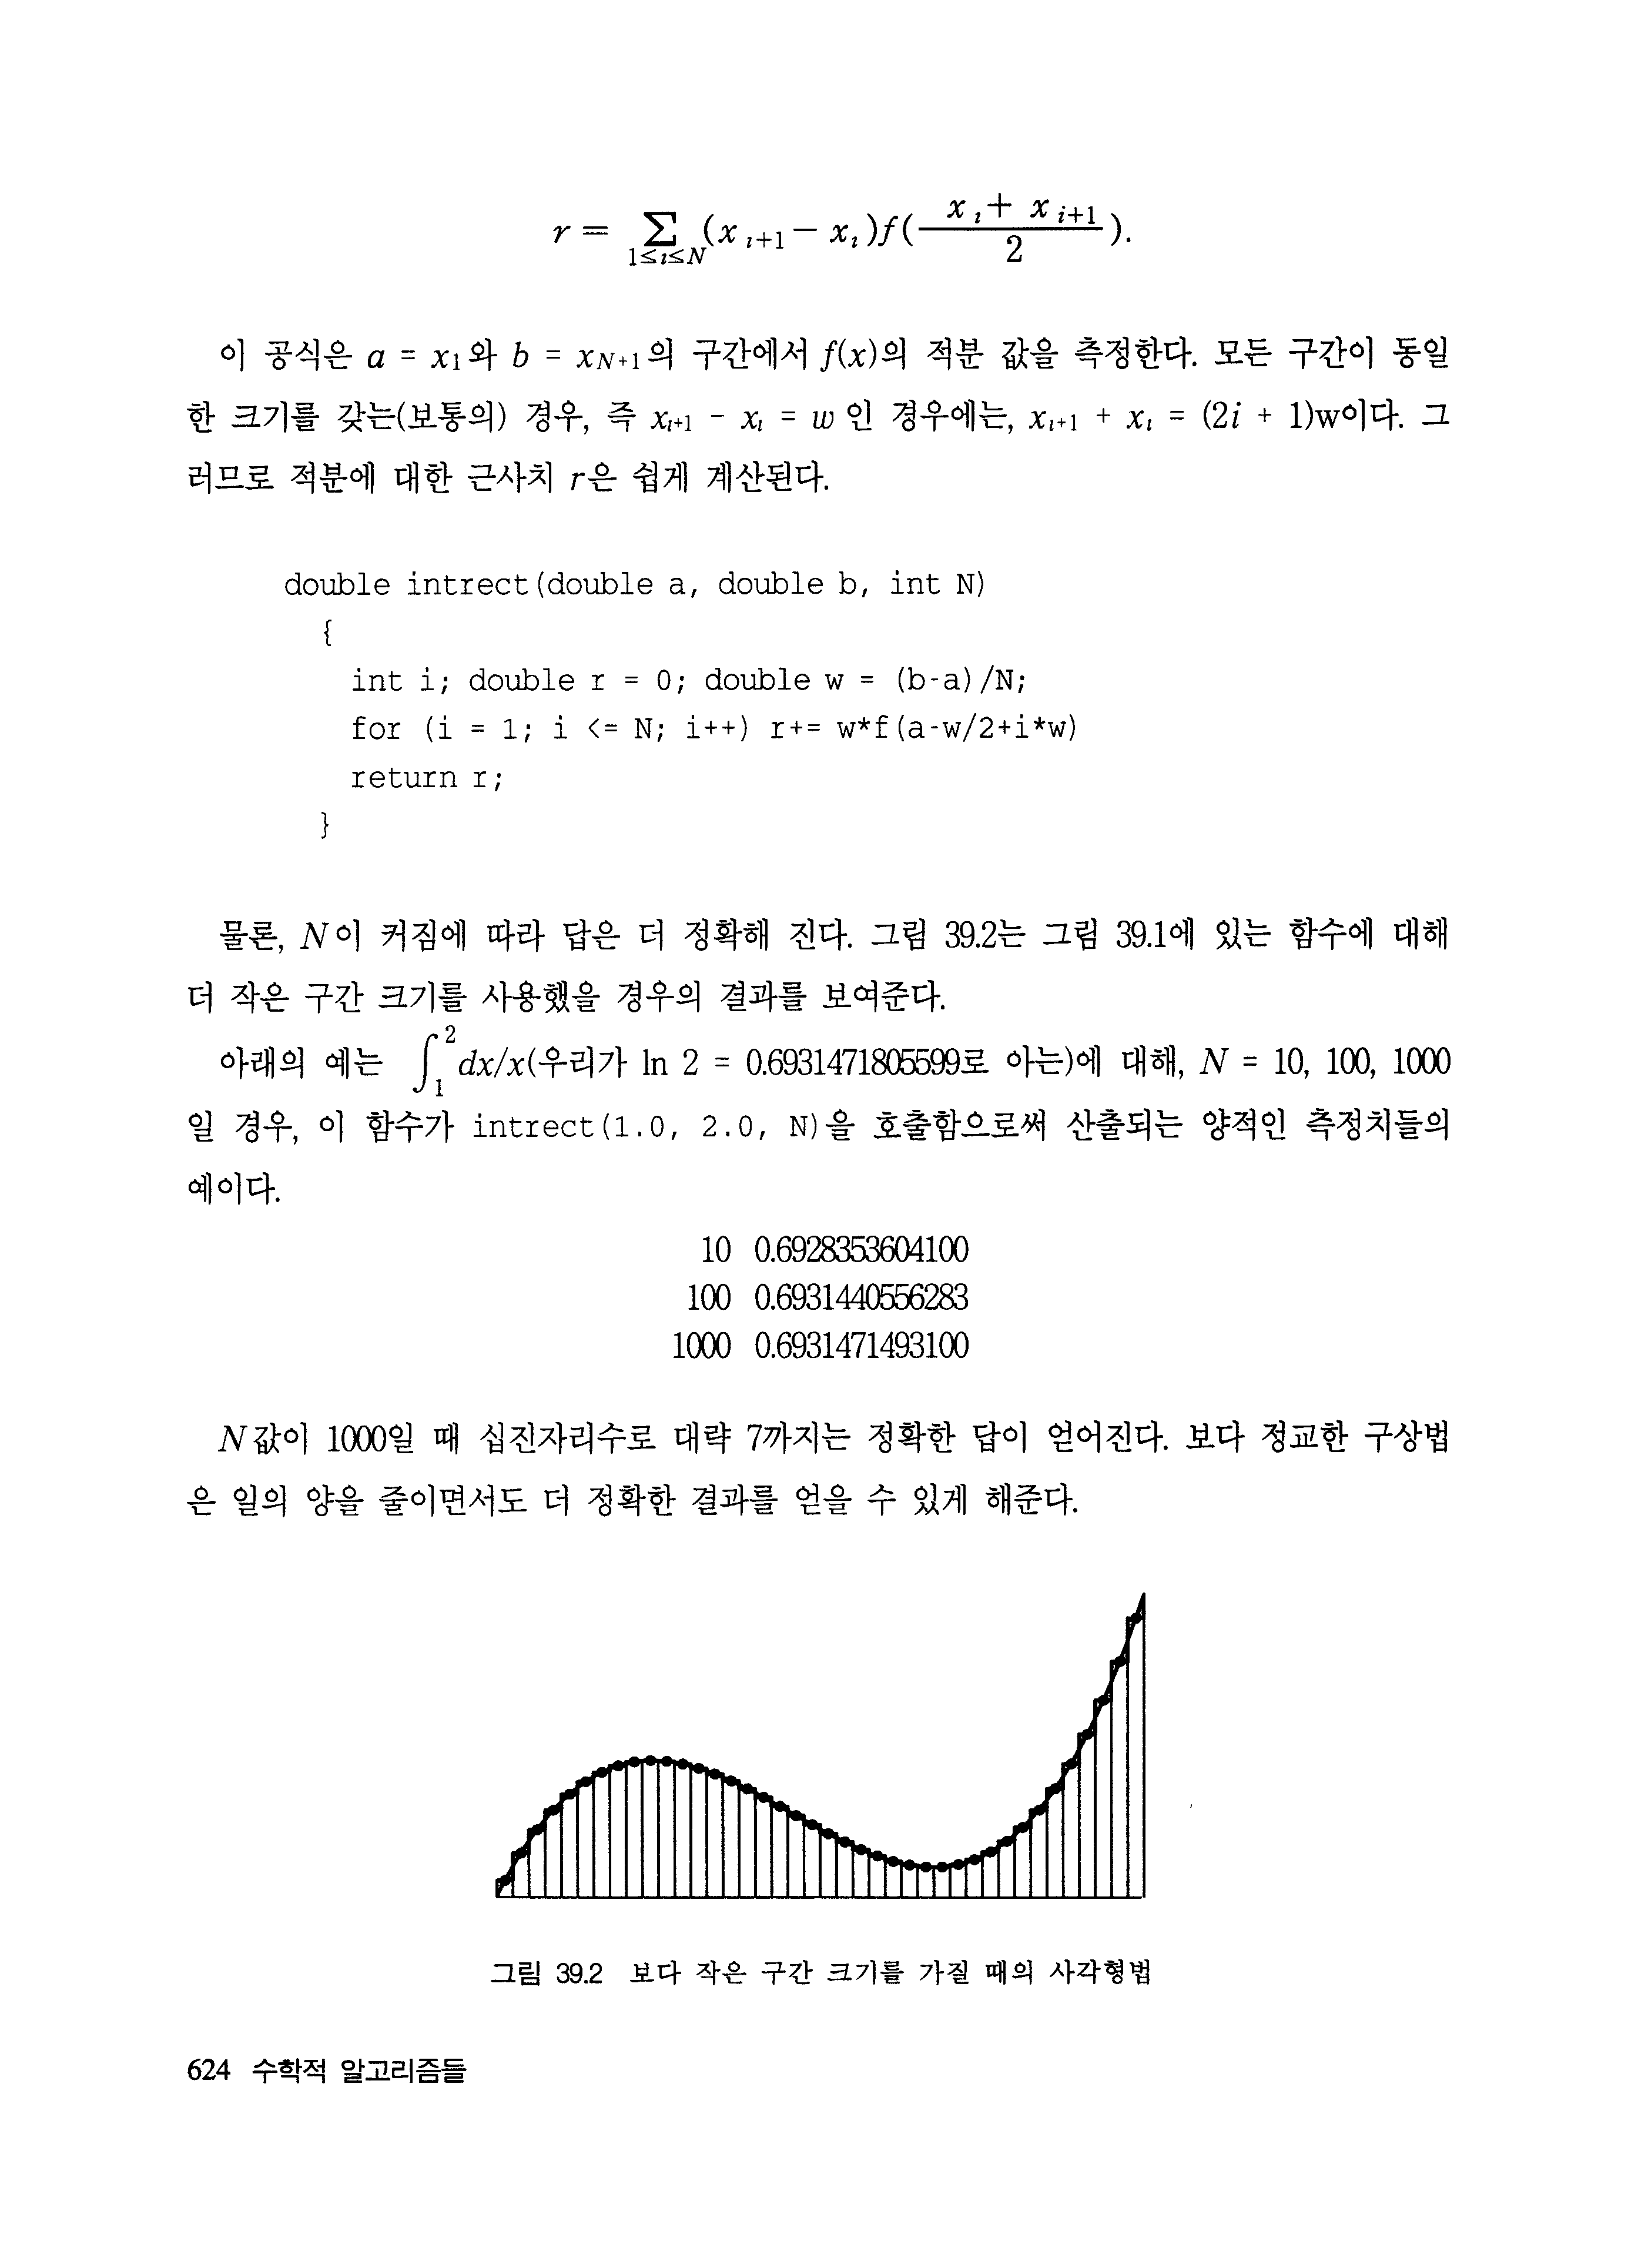 r = Σ_{1≤i≤N} (x_{i+1} − x_i)f( (x_i + x_{i+1}) / 2 ).
이 공식은 a = x_1와 b = x_{N+1}의 구간에서 f(x)의 적분 값을 측정한다. 모든 구간이 동일
한 크기를 갖는(보통의) 경우, 즉 x_{i+1} - x_i = w 인 경우에는, x_{i+1} + x_i = (2i + 1)w이다. 그
러므로 적분에 대한 근사치 r은 쉽게 계산된다.
double intrect(double a, double b, int N)
{
int i; double r = 0; double w = (b-a)/N;
for (i = 1; i <= N; i++) r+= w*f(a-w/2+i*w)
return r;
}
물론, N이 커짐에 따라 답은 더 정확해 진다. 그림 39.2는 그림 39.1에 있는 함수에 대해
더 작은 구간 크기를 사용했을 경우의 결과를 보여준다.
아래의 예는 ∫_1^2 dx/x(우리가 ln 2 = 0.6931471805599로 아는)에 대해, N = 10, 100, 1000
일 경우, 이 함수가 intrect(1.0, 2.0, N)을 호출함으로써 산출되는 양적인 측정치들의
예이다.
10 0.6928353604100
100 0.6931440556283
1000 0.6931471493100
N값이 1000일 때 십진자리수로 대략 7까지는 정확한 답이 얻어진다. 보다 정교한 구상법
은 일의 양을 줄이면서도 더 정확한 결과를 얻을 수 있게 해준다.
그림 39.2 보다 작은 구간 크기를 가질 때의 사각형법
624 수학적 알고리즘들